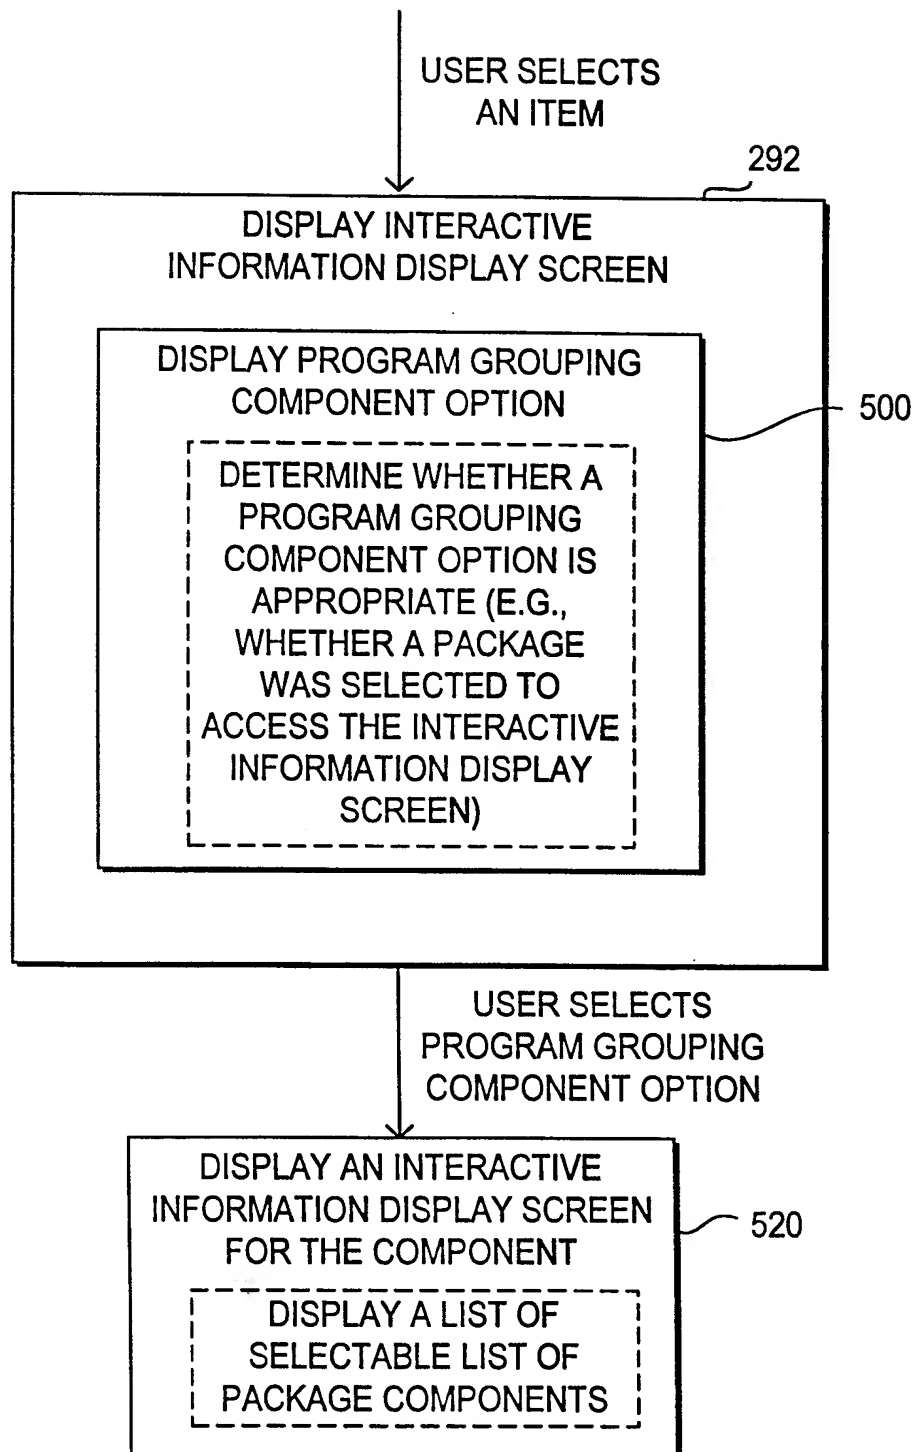 USER SELECTS
AN ITEM
292
DISPLAY INTERACTIVE
INFORMATION DISPLAY SCREEN
DISPLAY PROGRAM GROUPING
COMPONENT OPTION
500
DETERMINE WHETHER A
PROGRAM GROUPING
COMPONENT OPTION IS
APPROPRIATE (E.G.,
WHETHER A PACKAGE
WAS SELECTED TO
ACCESS THE INTERACTIVE
INFORMATION DISPLAY
SCREEN)
USER SELECTS
PROGRAM GROUPING
COMPONENT OPTION
DISPLAY AN INTERACTIVE
INFORMATION DISPLAY SCREEN
FOR THE COMPONENT
520
DISPLAY A LIST OF
SELECTABLE LIST OF
PACKAGE COMPONENTS